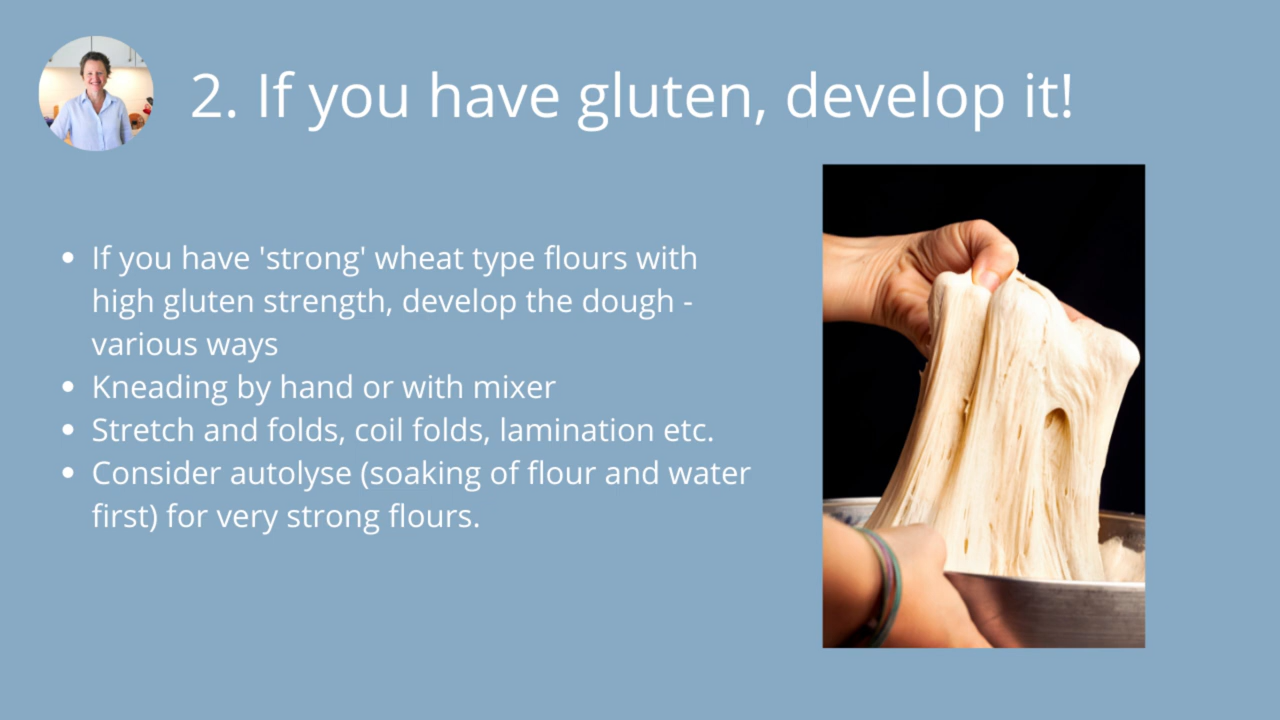 2. If you have gluten, develop it!
• If you have 'strong' wheat type flours with
high gluten strength, develop the dough -
various ways
• Kneading by hand or with mixer
• Stretch and folds, coil folds, lamination etc.
• Consider autolyse (soaking of flour and water
first) for very strong flours.